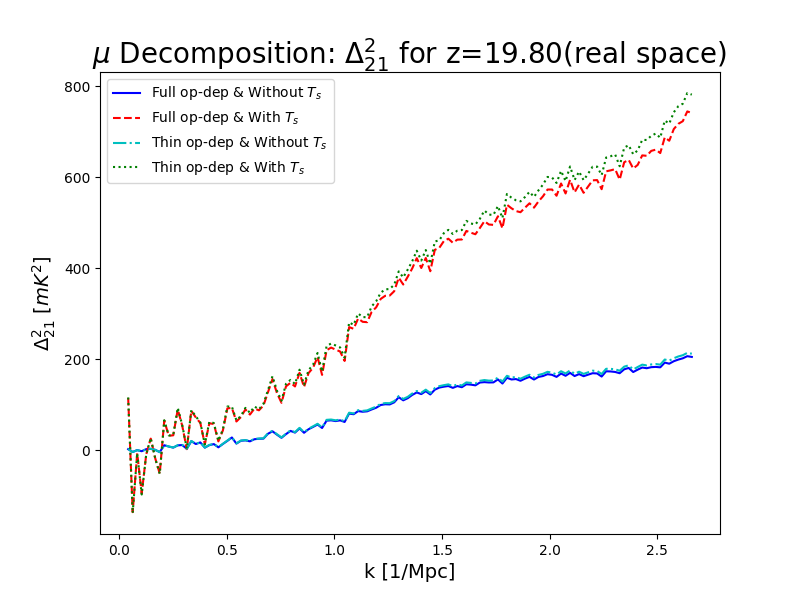 μ Decomposition: Δ²₂₁ for z=19.80(real space)
Full op-dep & Without Tₛ
Full op-dep & With Tₛ
Thin op-dep & Without Tₛ
Thin op-dep & With Tₛ
800
600
400
200
0
Δ²₂₁ [mK²]
0.0 0.5 1.0 1.5 2.0 2.5
k [1/Mpc]